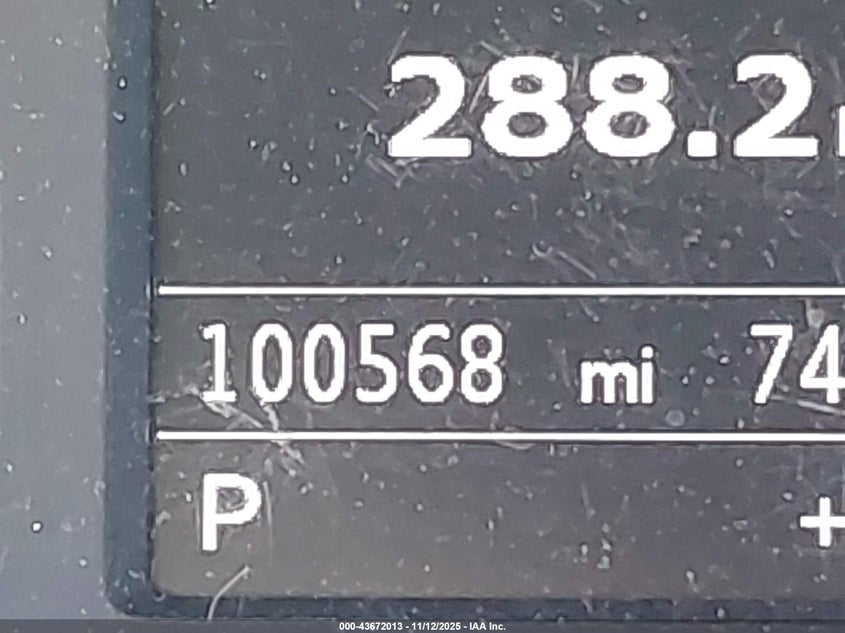 288.2
100568 mi 74
P +
000-43672013 - 11/12/2025 - IAA Inc.